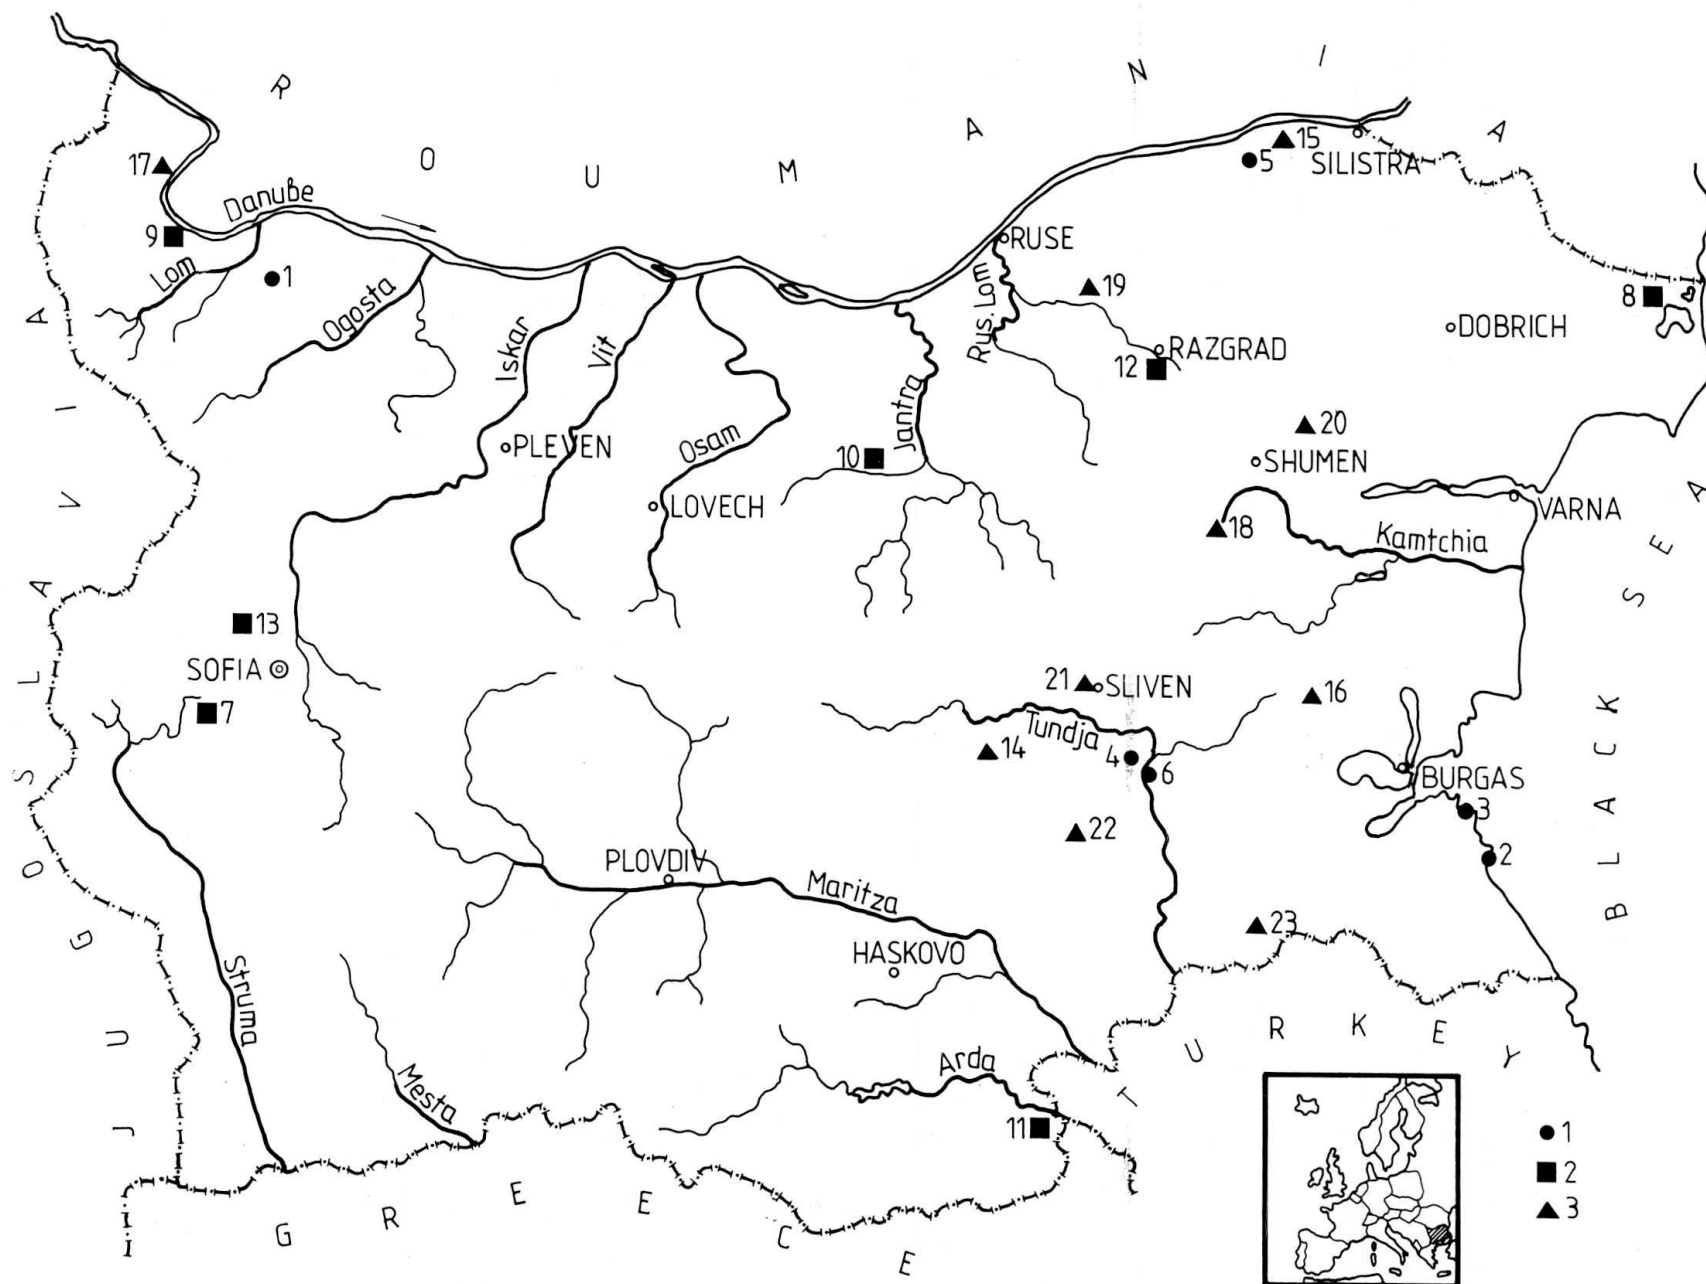 ROUMANIA
JUGOSLAVIA
BLACK SEA
GREECE
TURKEY
17
15
5
SILISTRA
Danube
9
RUSE
Lom
1
19
8
Ogosta
Iskar
Vit
Rus. Lom
DOBRICH
RAZGRAD
12
Jantra
20
PLEVEN
Osam
10
SHUMEN
LOVECH
VARNA
18
Kamtchia
13
SOFIA
21
SLIVEN
16
7
Tundja
14
4
6
BURGAS
3
22
2
PLOVDIV
Maritza
23
HASKOVO
Struma
Arda
Mesta
11
1
2
3